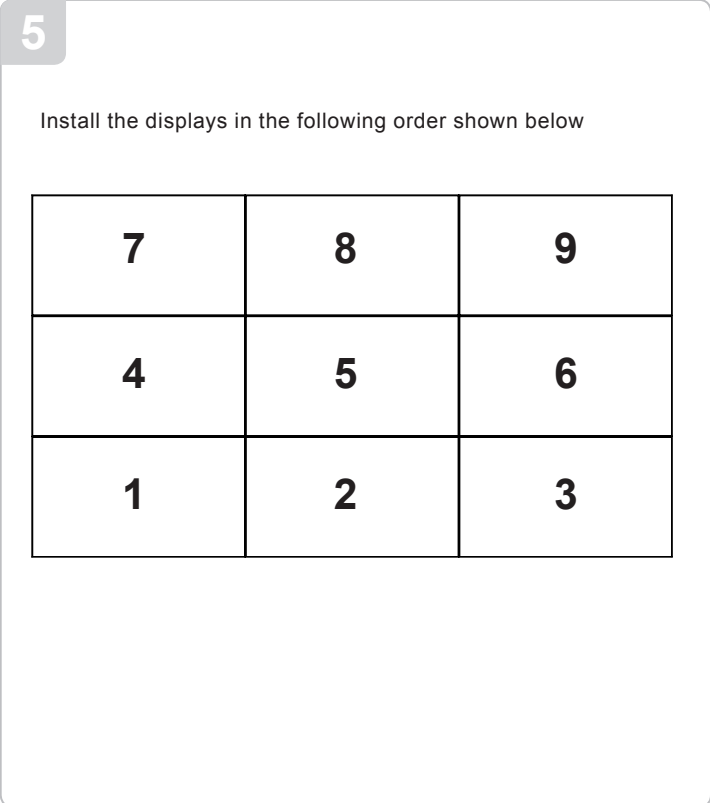 5
Install the displays in the following order shown below
7 8 9
4 5 6
1 2 3